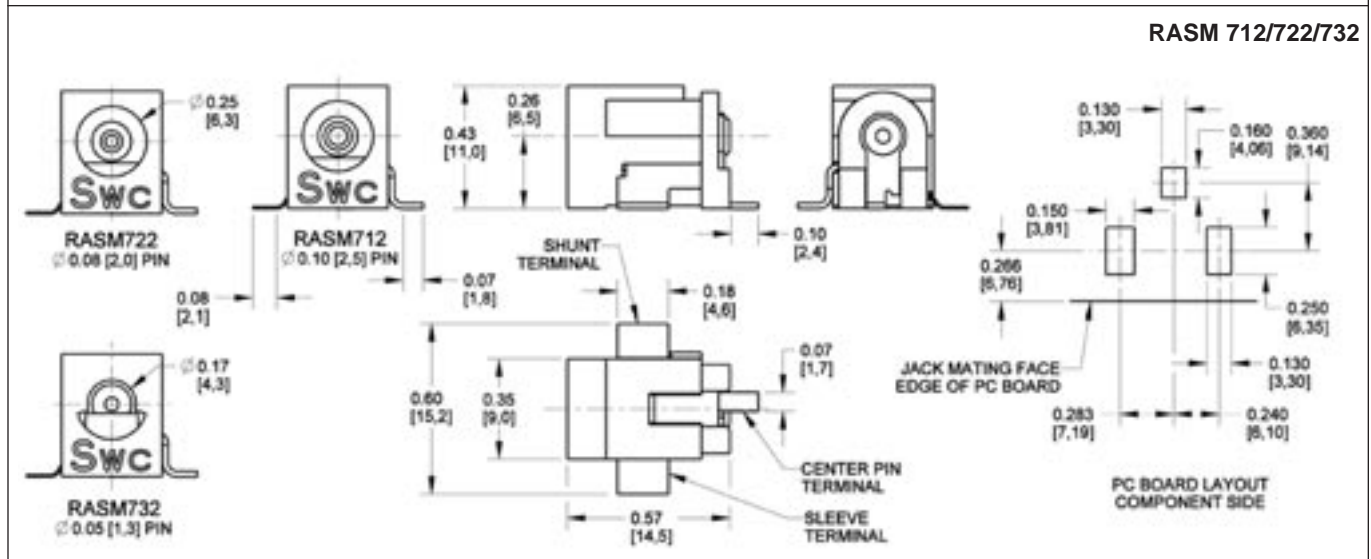 RASM 712/722/732
Ø 0.25
[6,3]
SWC
RASM722
Ø 0.08 [2,0] PIN
SWC
RASM712
Ø 0.10 [2,5] PIN
0.08
[2,1]
0.07
[1,8]
0.43
[11,0]
0.26
[6,5]
0.10
[2,4]
SHUNT
TERMINAL
0.18
[4,6]
0.60
[15,2]
0.35
[9,0]
0.07
[1,7]
CENTER PIN
TERMINAL
SLEEVE
TERMINAL
0.57
[14,5]
Ø 0.17
[4,3]
SWC
RASM732
Ø 0.05 [1,3] PIN
0.130
[3,30]
0.160
[4,06]
0.360
[9,14]
0.150
[3,81]
0.266
[6,76]
0.250
[6,35]
JACK MATING FACE
EDGE OF PC BOARD
0.130
[3,30]
0.283
[7,19]
0.240
[6,10]
PC BOARD LAYOUT
COMPONENT SIDE